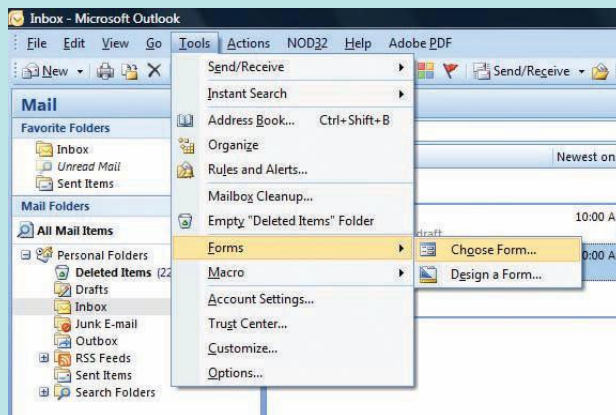 Inbox - Microsoft Outlook
File Edit View Go Tools Actions NOD32 Help Adobe PDF
New Send/Receive
Mail
Favorite Folders
Inbox
Unread Mail
Sent Items
Mail Folders
All Mail Items
Personal Folders
Deleted Items (22
Drafts
Inbox
Junk E-mail
Outbox
RSS Feeds
Sent Items
Search Folders
Send/Receive
Instant Search
Address Book... Ctrl+Shift+B
Organize
Rules and Alerts...
Mailbox Cleanup...
Empty "Deleted Items" Folder
Forms
Macro
Account Settings...
Trust Center...
Customize...
Options...
Choose Form...
Design a Form...
Newest on
10:00 A
draft
0:00 A